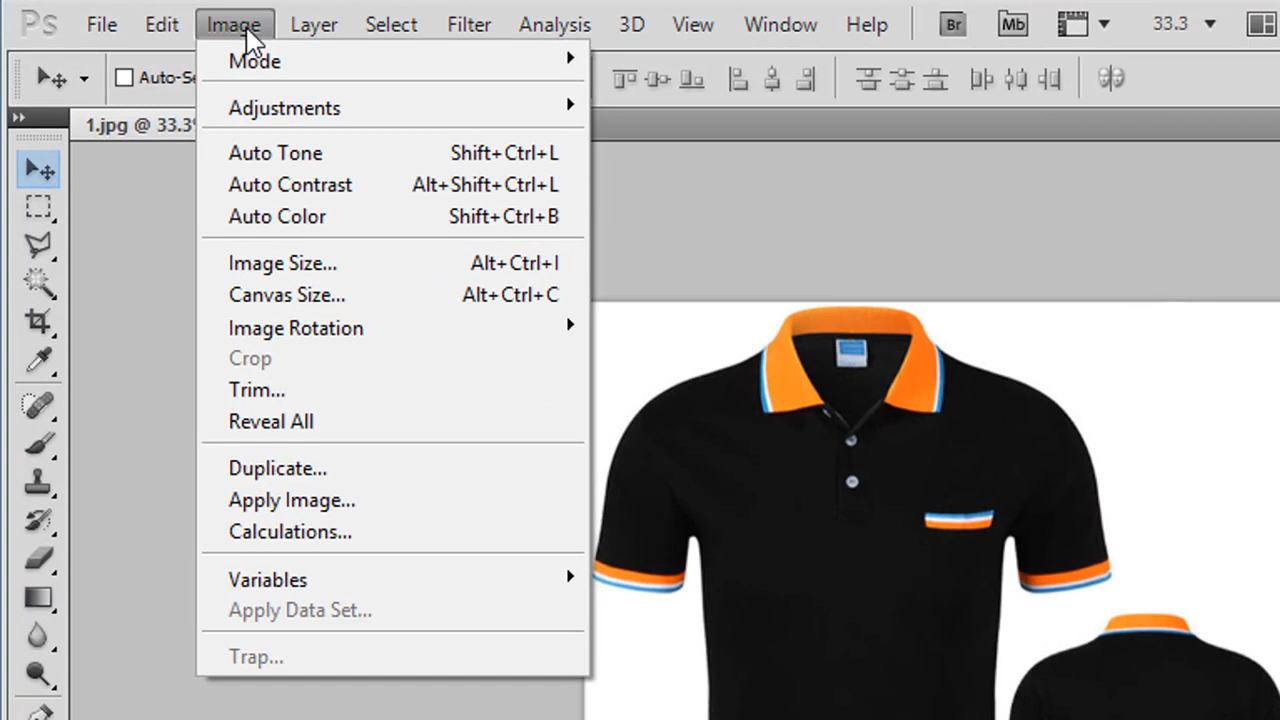 Ps File Edit Image Layer Select Filter Analysis 3D View Window Help Br Mb 33.3
Auto-Se
1.jpg @ 33.3%
Mode
Adjustments
Auto Tone Shift+Ctrl+L
Auto Contrast Alt+Shift+Ctrl+L
Auto Color Shift+Ctrl+B
Image Size... Alt+Ctrl+I
Canvas Size... Alt+Ctrl+C
Image Rotation
Crop
Trim...
Reveal All
Duplicate...
Apply Image...
Calculations...
Variables
Apply Data Set...
Trap...